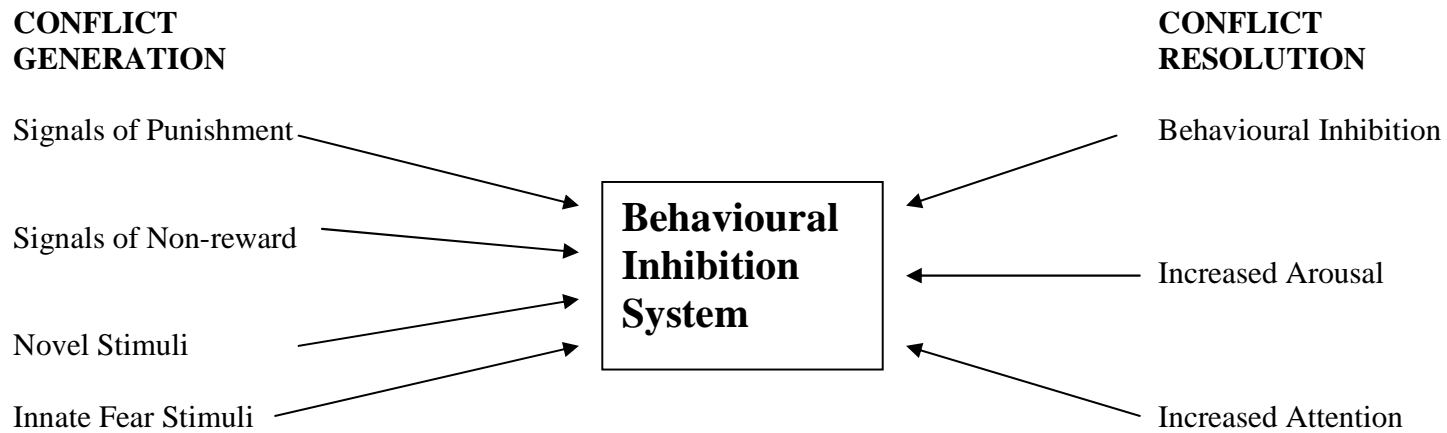 CONFLICT
GENERATION
Signals of Punishment
Signals of Non-reward
Novel Stimuli
Innate Fear Stimuli
Behavioural
Inhibition
System
CONFLICT
RESOLUTION
Behavioural Inhibition
Increased Arousal
Increased Attention